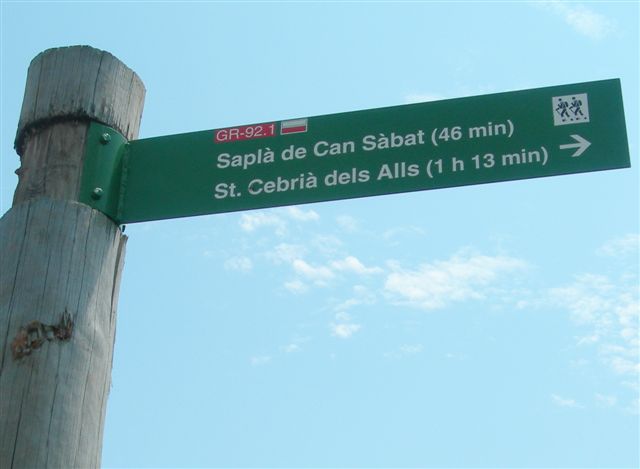 GR-92.1
Saplà de Can Sàbat (46 min)
St. Cebrià dels Alls (1 h 13 min)